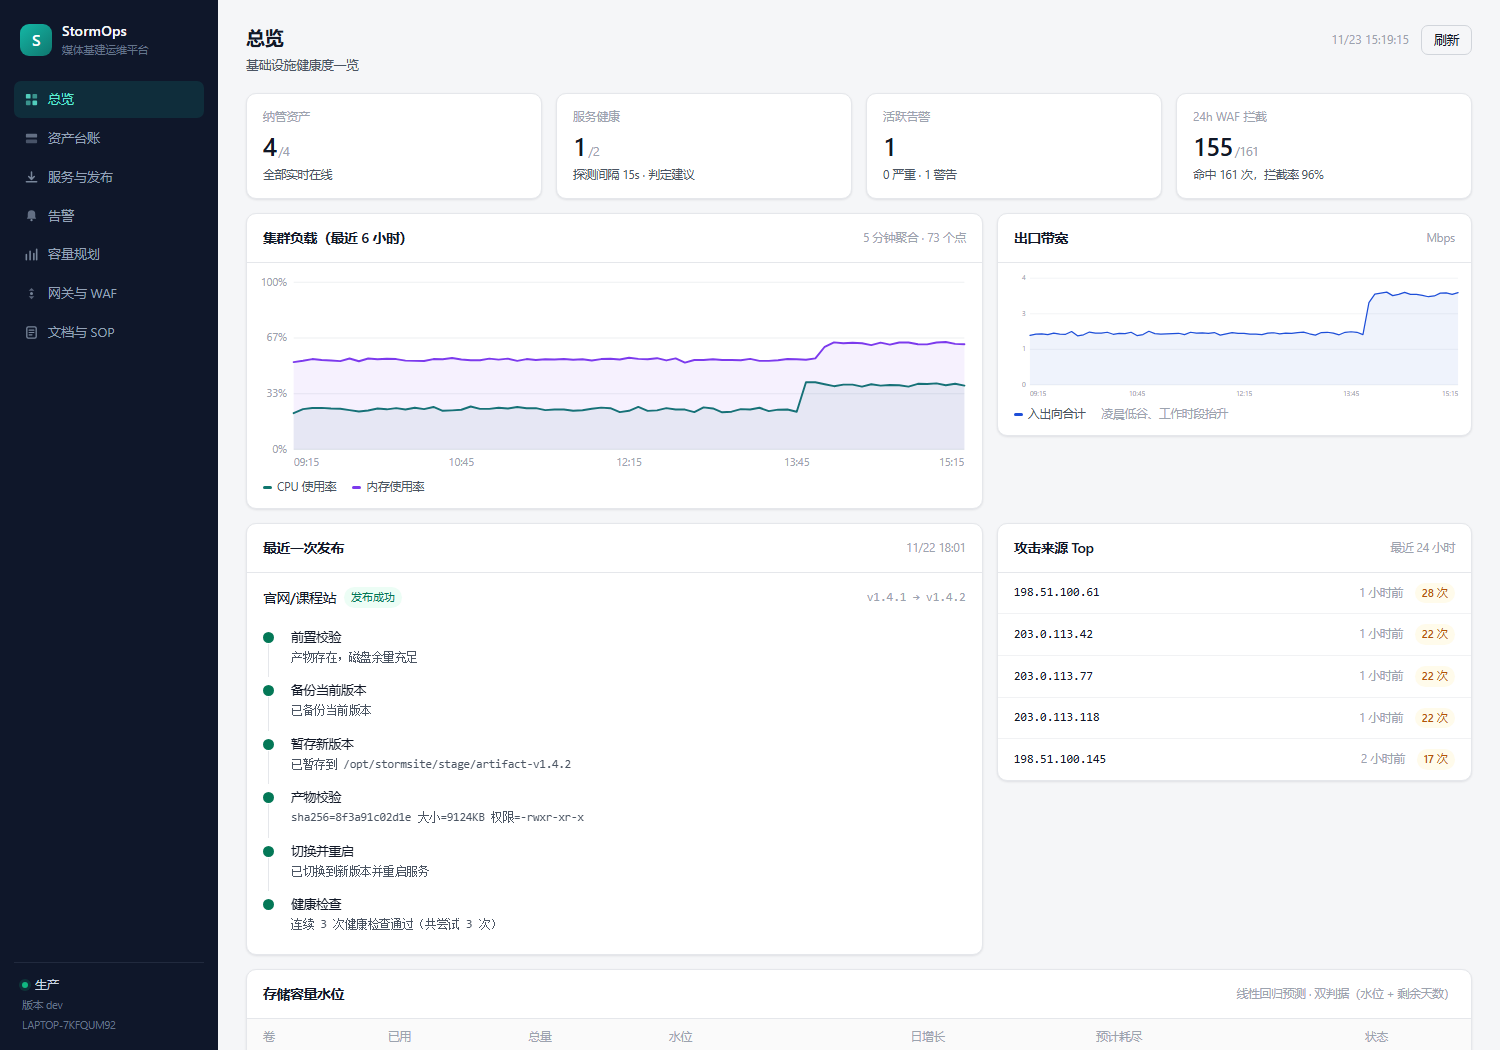 S
StormOps
媒体基建运维平台
总览
资产台账
服务与发布
告警
容量规划
网关与 WAF
文档与 SOP
生产
版本 dev
LAPTOP-7KFQUM92
总览
基础设施健康度一览
11/23 15:19:15
刷新
纳管资产
4/4
全部实时在线
服务健康
1/2
探测间隔 15s · 判定建议
活跃告警
1
0 严重 · 1 警告
24h WAF 拦截
155/161
命中 161 次，拦截率 96%
集群负载（最近 6 小时）
5 分钟聚合 · 73 个点
100%
67%
33%
0%
09:15
10:45
12:15
13:45
15:15
CPU 使用率
内存使用率
出口带宽
Mbps
4
3
1
0
09:15
10:45
12:15
13:45
15:15
入出向合计
凌晨低谷、工作时段抬升
最近一次发布
11/22 18:01
官网/课程站
发布成功
v1.4.1 → v1.4.2
前置校验
产物存在，磁盘余量充足
备份当前版本
已备份当前版本
暂存新版本
已暂存到 /opt/stormsite/stage/artifact-v1.4.2
产物校验
sha256=8f3a91c02d1e 大小=9124KB 权限=-rwxr-xr-x
切换并重启
已切换到新版本并重启服务
健康检查
连续 3 次健康检查通过（共尝试 3 次）
攻击来源 Top
最近 24 小时
198.51.100.61
1 小时前
28 次
203.0.113.42
1 小时前
22 次
203.0.113.77
1 小时前
22 次
203.0.113.118
1 小时前
22 次
198.51.100.145
2 小时前
17 次
存储容量水位
线性回归预测 · 双判据（水位 + 剩余天数）
卷
已用
总量
水位
日增长
预计耗尽
状态